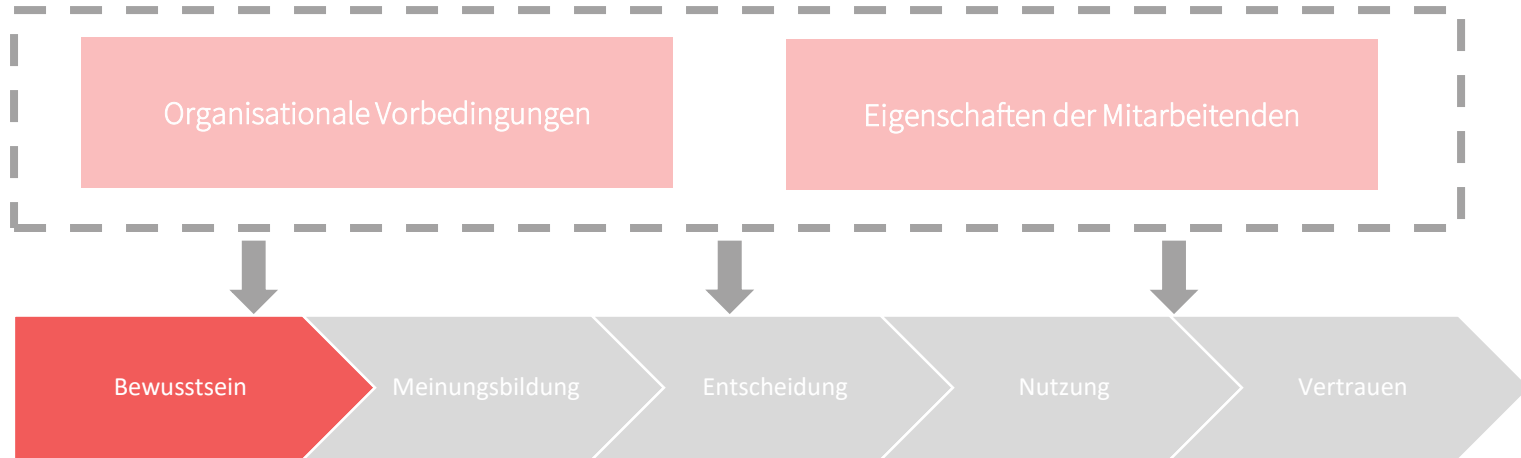 Organisationale Vorbedingungen
Eigenschaften der Mitarbeitenden
Bewusstsein
Meinungsbildung
Entscheidung
Nutzung
Vertrauen